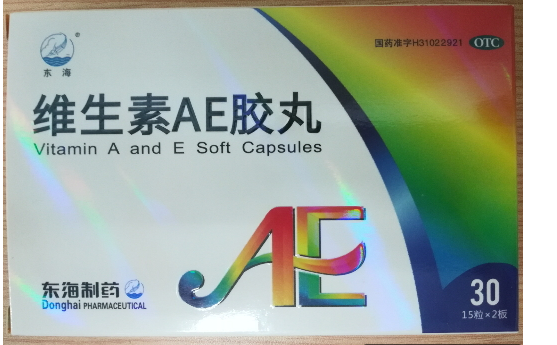 东海
®
国药准字H31022921 OTC
维生素AE胶丸
Vitamin A and E Soft Capsules
AE
东海制药
Donghai PHARMACEUTICAL
30
15粒×2板